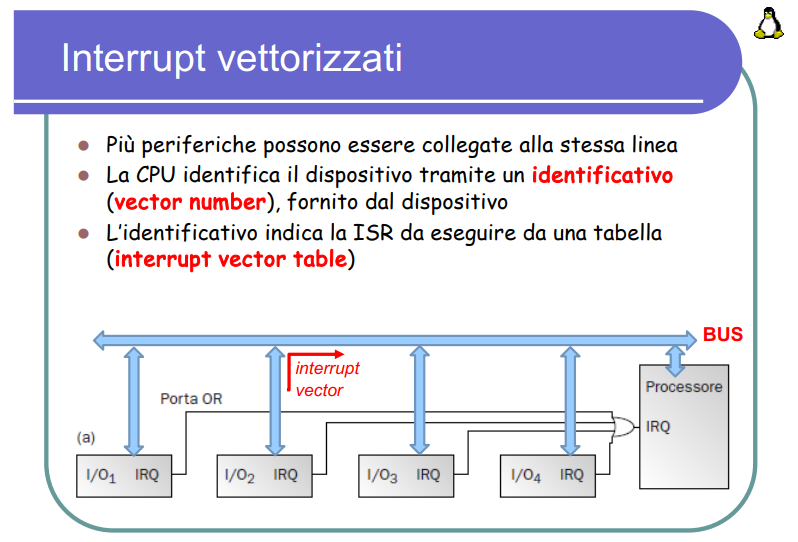 Interrupt vettorizzati
Più periferiche possono essere collegate alla stessa linea
La CPU identifica il dispositivo tramite un identificativo
(vector number), fornito dal dispositivo
L'identificativo indica la ISR da eseguire da una tabella
(interrupt vector table)
BUS
interrupt
vector
Processore
Porta OR
IRQ
(a)
I/O1 IRQ
I/O2 IRQ
I/O3 IRQ
I/O4 IRQ